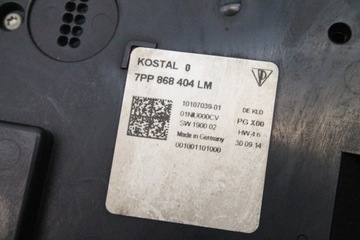 KOSTAL 0
7PP 868 404 LM
10107039-01 DE KLO
01NIU000CV PG X00
SW 1900 02 HW 4.6
Made in Germany 30 09 14
001001101000